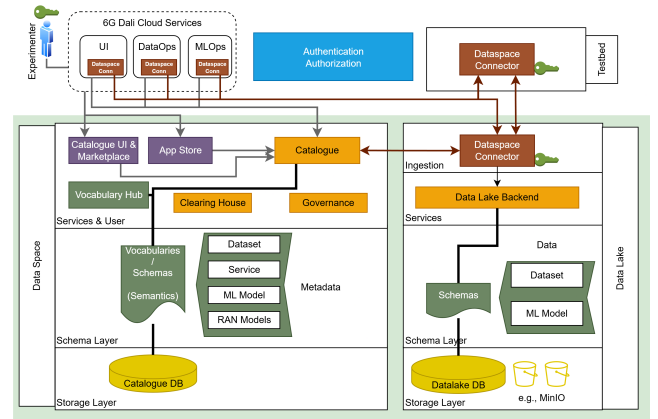 6G Dali Cloud Services
Experimenter
UI
Dataspace
Conn
DataOps
Dataspace
Conn
MLOps
Dataspace
Conn
Authentication
Authorization
Dataspace
Connector
Testbed
Data Space
Catalogue UI &
Marketplace
App Store
Catalogue
Vocabulary Hub
Clearing House
Governance
Services & User
Vocabularies
/
Schemas
(Semantics)
Dataset
Service
ML Model
RAN Models
Metadata
Schema Layer
Catalogue DB
Storage Layer
Dataspace
Connector
Ingestion
Data Lake Backend
Services
Data
Schemas
Dataset
ML Model
Schema Layer
Datalake DB
e.g., MinIO
Storage Layer
Data Lake